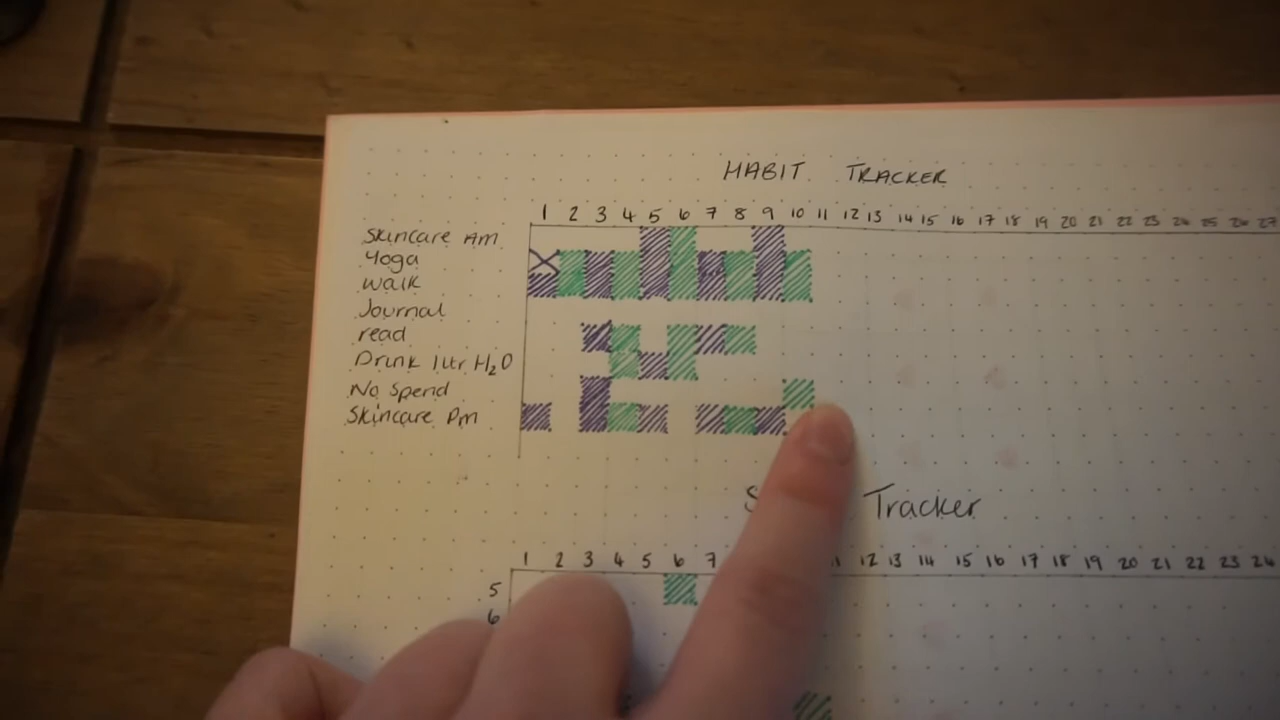 HABIT TRACKER
1 2 3 4 5 6 7 8 9 10 11 12 13 14 15 16 17 18 19 20 21 22 23 24 25 26 27
Skincare Am
Yoga
walk
Journal
read
Drink 1 ltr H₂O
No Spend
Skincare Pm
Tracker
1 2 3 4 5 6 7 12 13 14 15 16 17 18 19 20 21 22 23 24
5
6